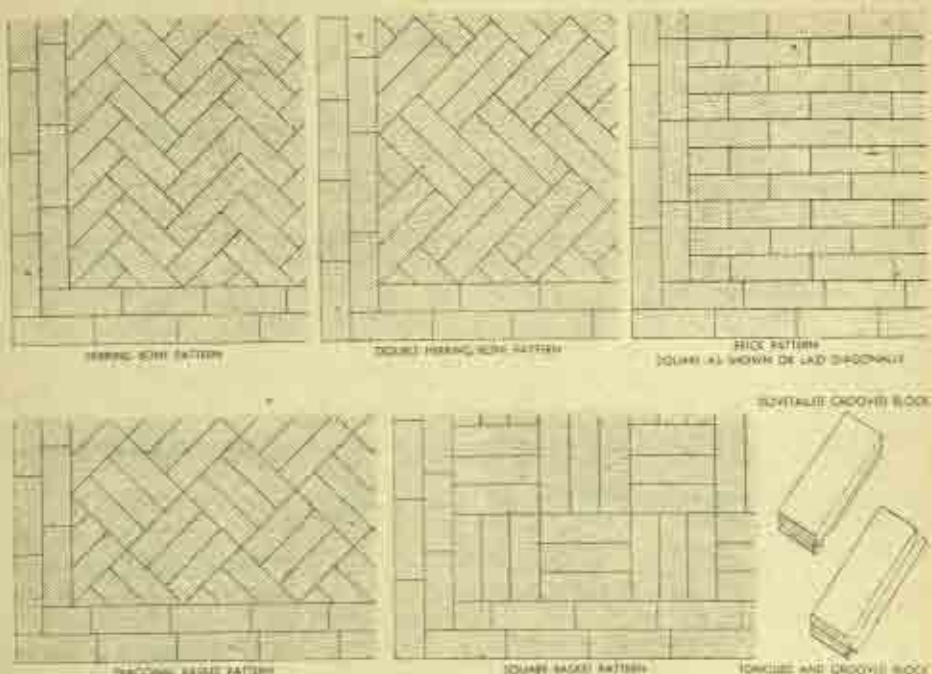 HERRING BONE PATTERN
DOUBLE HERRING BONE PATTERN
BRICK PATTERN
SQUARE AS SHOWN OR LAID DIAGONALLY
DOVETAILED GROOVED BLOCK
DIAGONAL BASKET PATTERN
SQUARE BASKET PATTERN
TONGUED AND GROOVED BLOCK